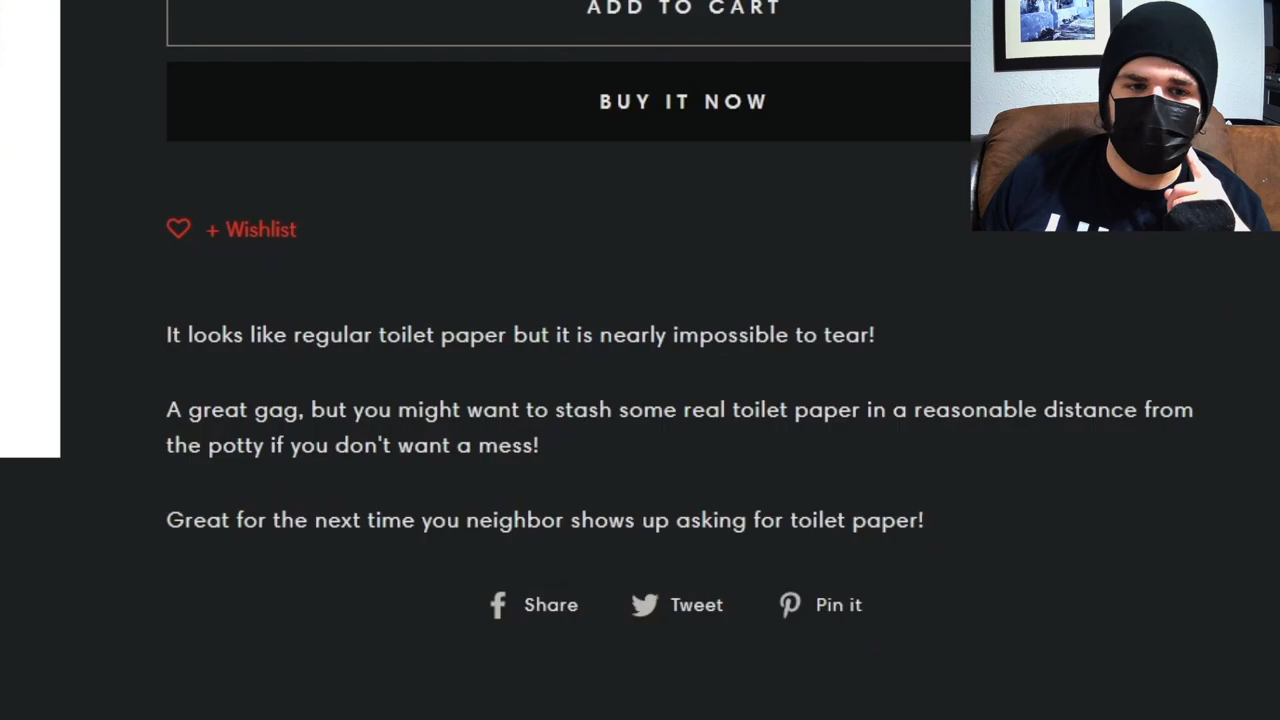 ADD TO CART
BUY IT NOW
+ Wishlist
It looks like regular toilet paper but it is nearly impossible to tear!
A great gag, but you might want to stash some real toilet paper in a reasonable distance from
the potty if you don't want a mess!
Great for the next time you neighbor shows up asking for toilet paper!
Share
Tweet
Pin it